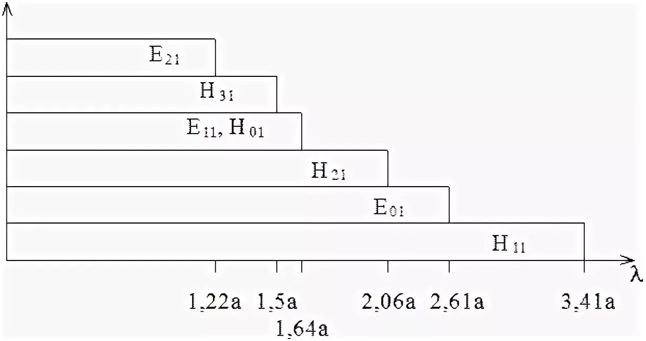 E₂₁
H₃₁
E₁₁, H₀₁
H₂₁
E₀₁
H₁₁
λ
1,22a 1,5a 2,06a 2,61a 3,41a
1,64a